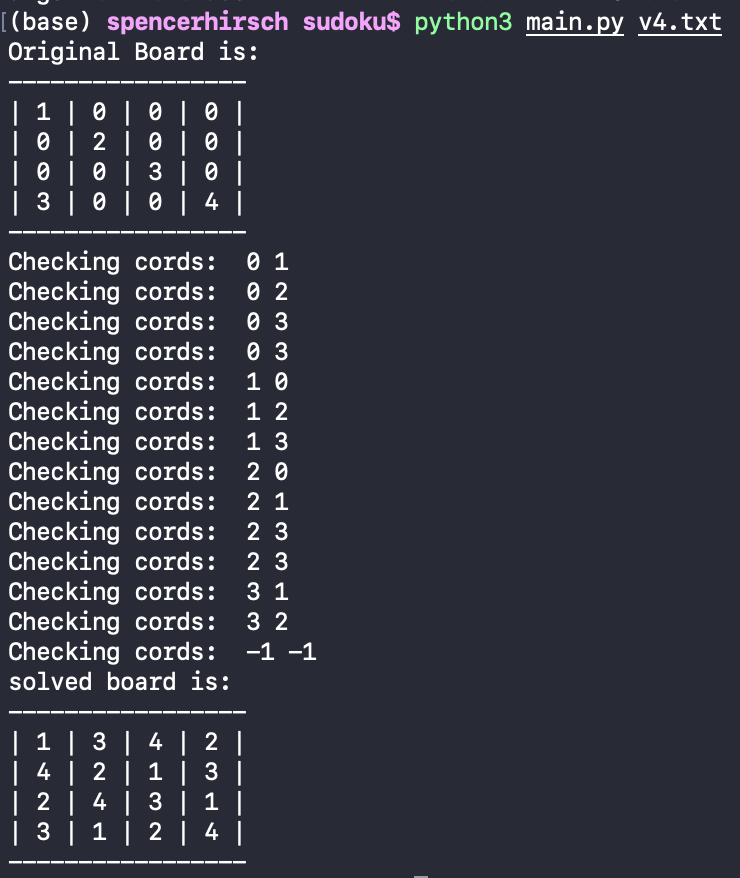 [(base) spencerhirsch sudoku$ python3 main.py v4.txt
Original Board is:
-----------------
| 1 | 0 | 0 | 0 |
| 0 | 2 | 0 | 0 |
| 0 | 0 | 3 | 0 |
| 3 | 0 | 0 | 4 |
-----------------
Checking cords:  0 1
Checking cords:  0 2
Checking cords:  0 3
Checking cords:  0 3
Checking cords:  1 0
Checking cords:  1 2
Checking cords:  1 3
Checking cords:  2 0
Checking cords:  2 1
Checking cords:  2 3
Checking cords:  2 3
Checking cords:  3 1
Checking cords:  3 2
Checking cords:  -1 -1
solved board is:
-----------------
| 1 | 3 | 4 | 2 |
| 4 | 2 | 1 | 3 |
| 2 | 4 | 3 | 1 |
| 3 | 1 | 2 | 4 |
-----------------